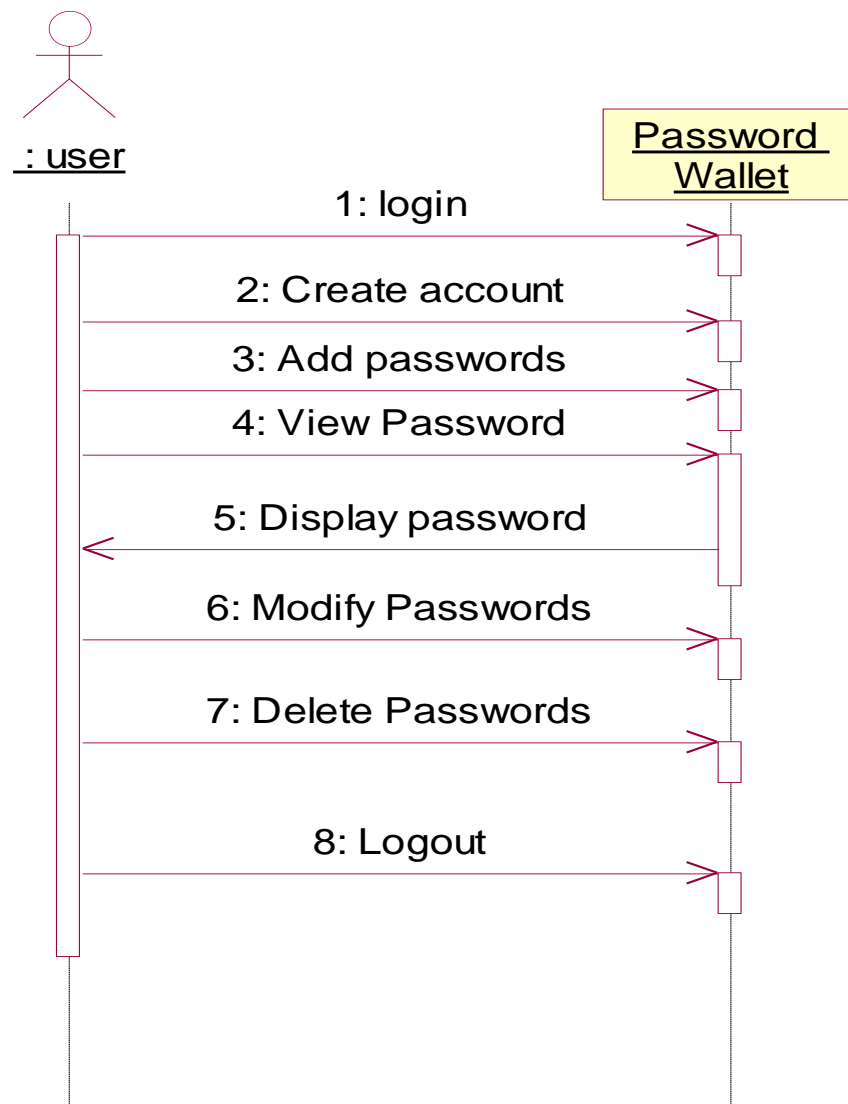 : user
Password
Wallet
1: login
2: Create account
3: Add passwords
4: View Password
5: Display password
6: Modify Passwords
7: Delete Passwords
8: Logout